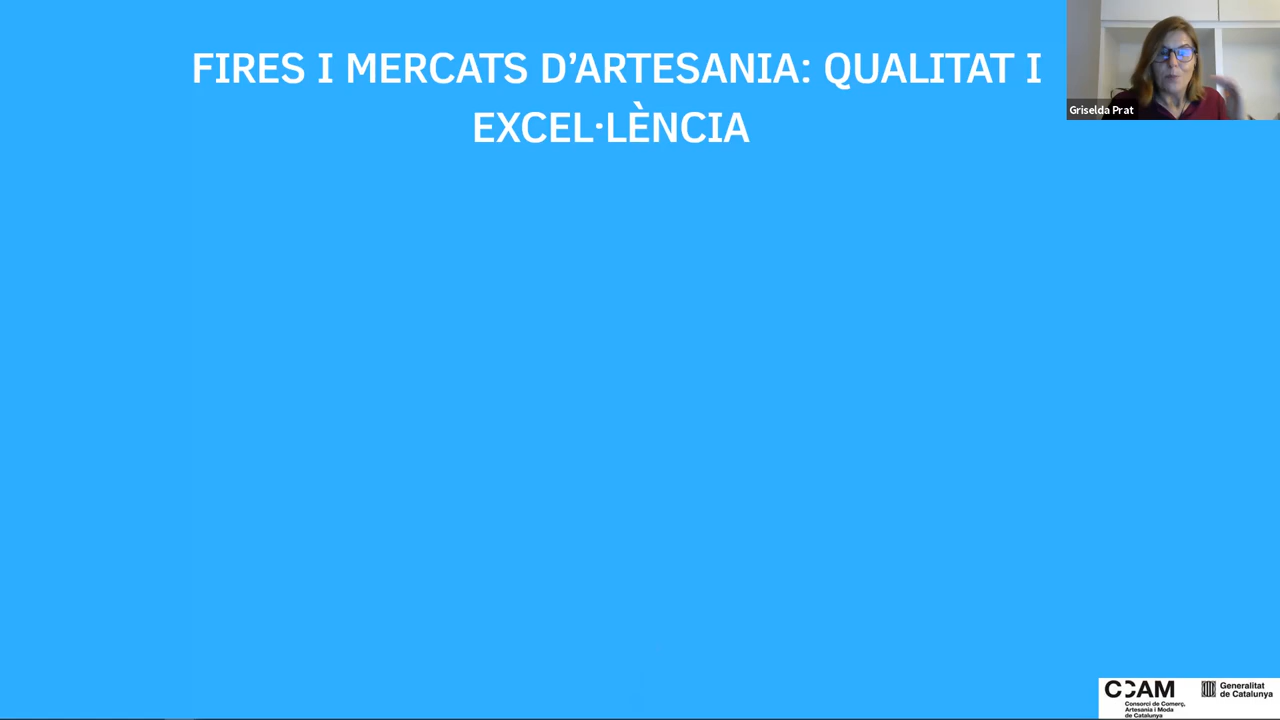 FIRES I MERCATS D’ARTESANIA: QUALITAT I
EXCEL·LÈNCIA
Griselda Prat
CCAM
Consorci de Comerç,
Artesania i Moda
de Catalunya
Generalitat
de Catalunya